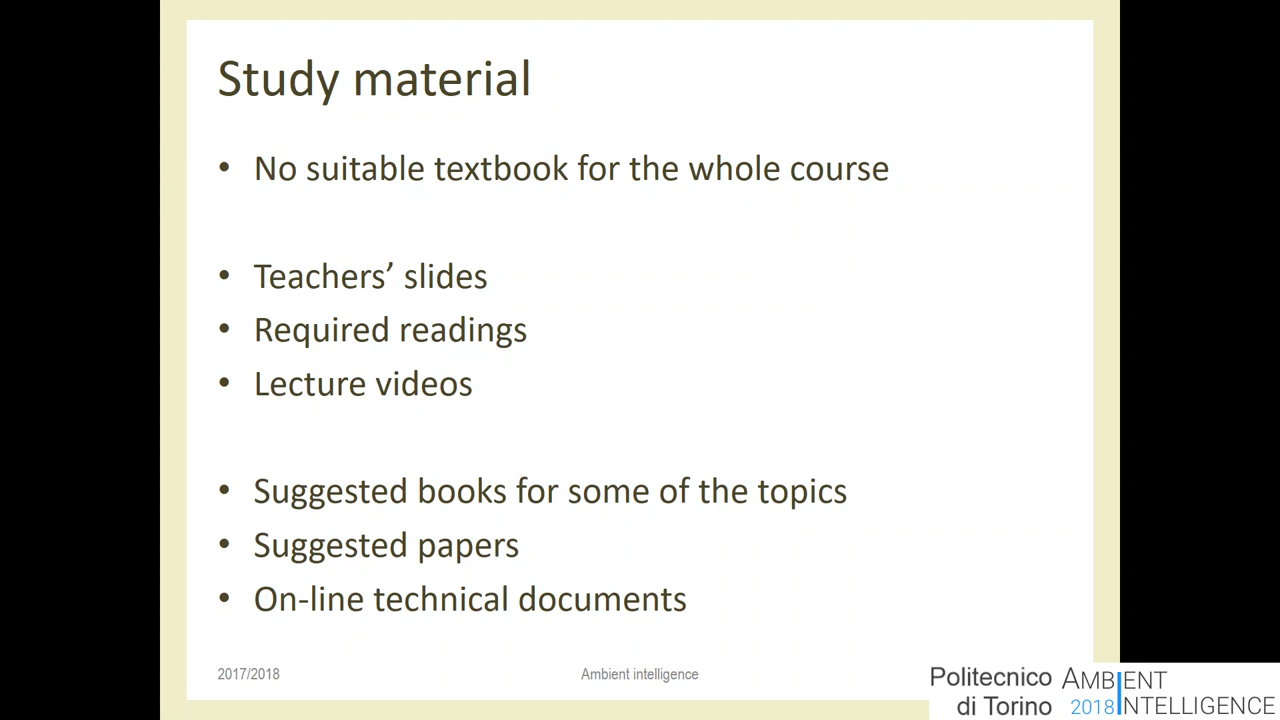 Study material
• No suitable textbook for the whole course
• Teachers’ slides
• Required readings
• Lecture videos
• Suggested books for some of the topics
• Suggested papers
• On-line technical documents
2017/2018
Ambient intelligence
Politecnico
di Torino
AMBIENT
2018 INTELLIGENCE